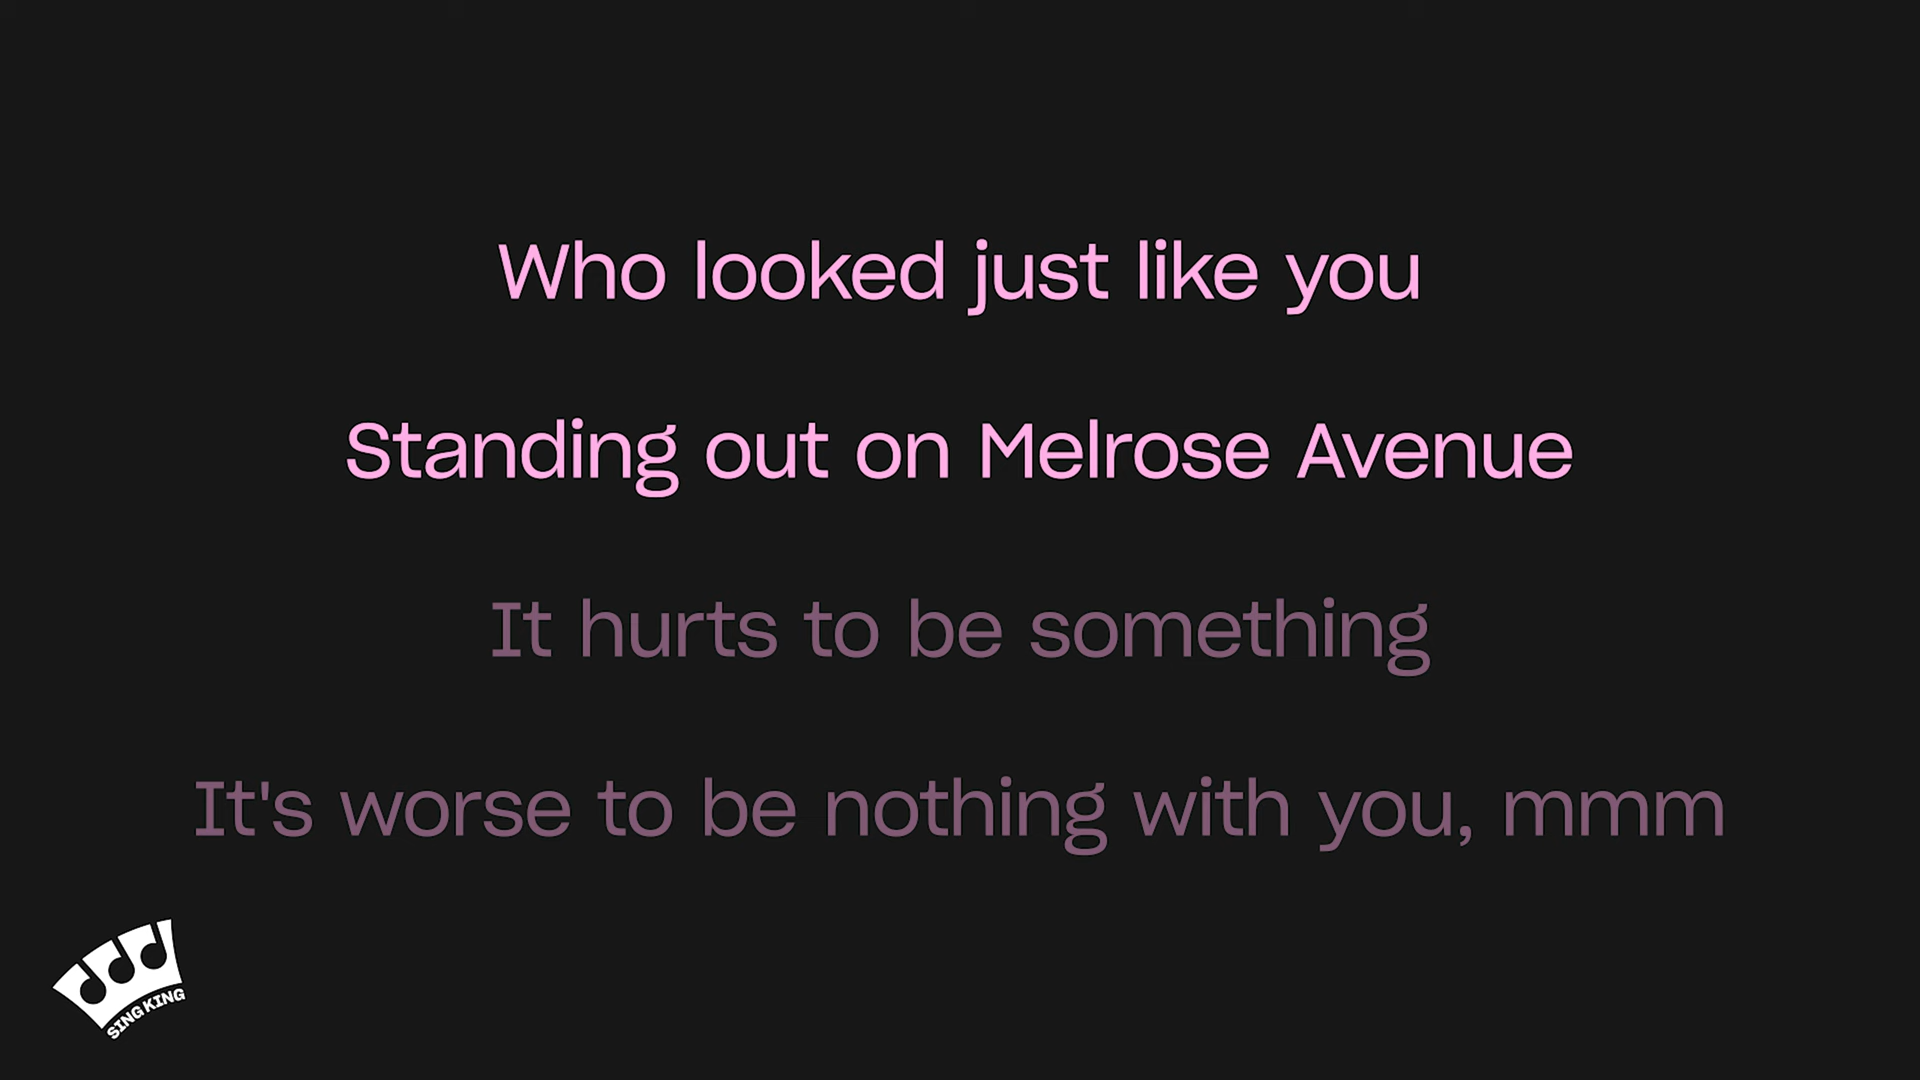 Who looked just like you
Standing out on Melrose Avenue
It hurts to be something
It's worse to be nothing with you, mmm
SING KING